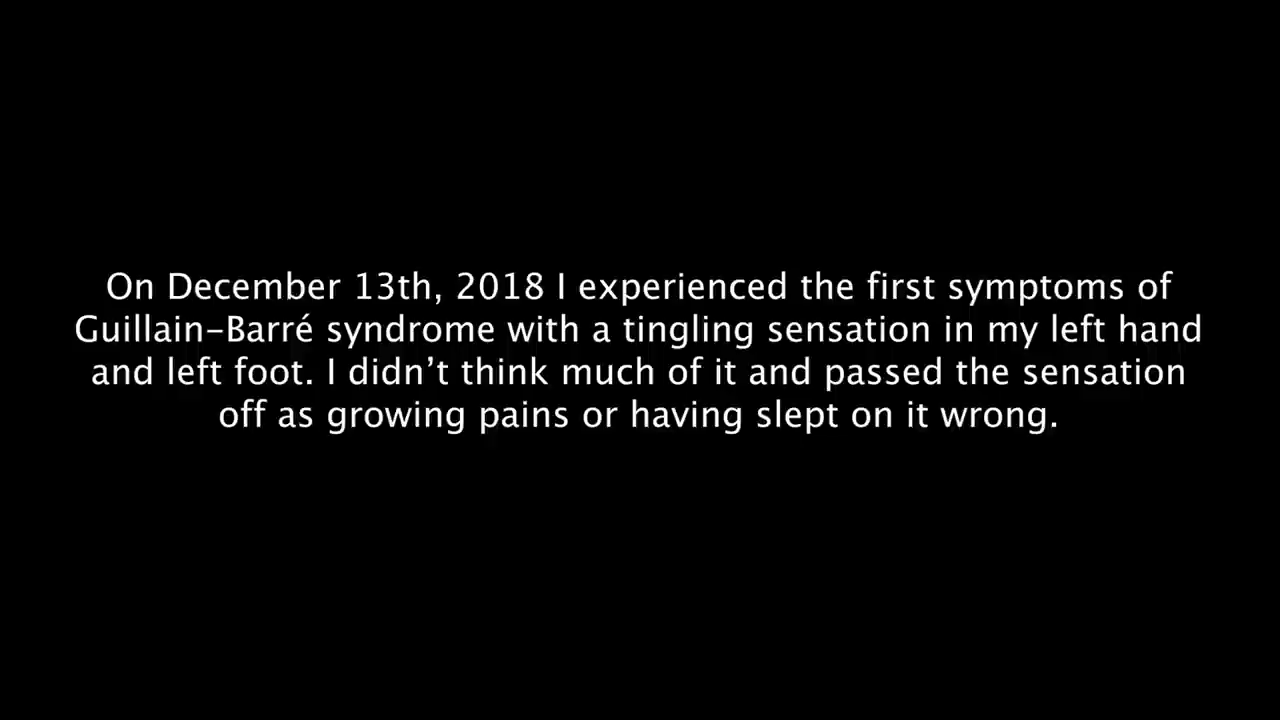 On December 13th, 2018 I experienced the first symptoms of
Guillain-Barré syndrome with a tingling sensation in my left hand
and left foot. I didn’t think much of it and passed the sensation
off as growing pains or having slept on it wrong.